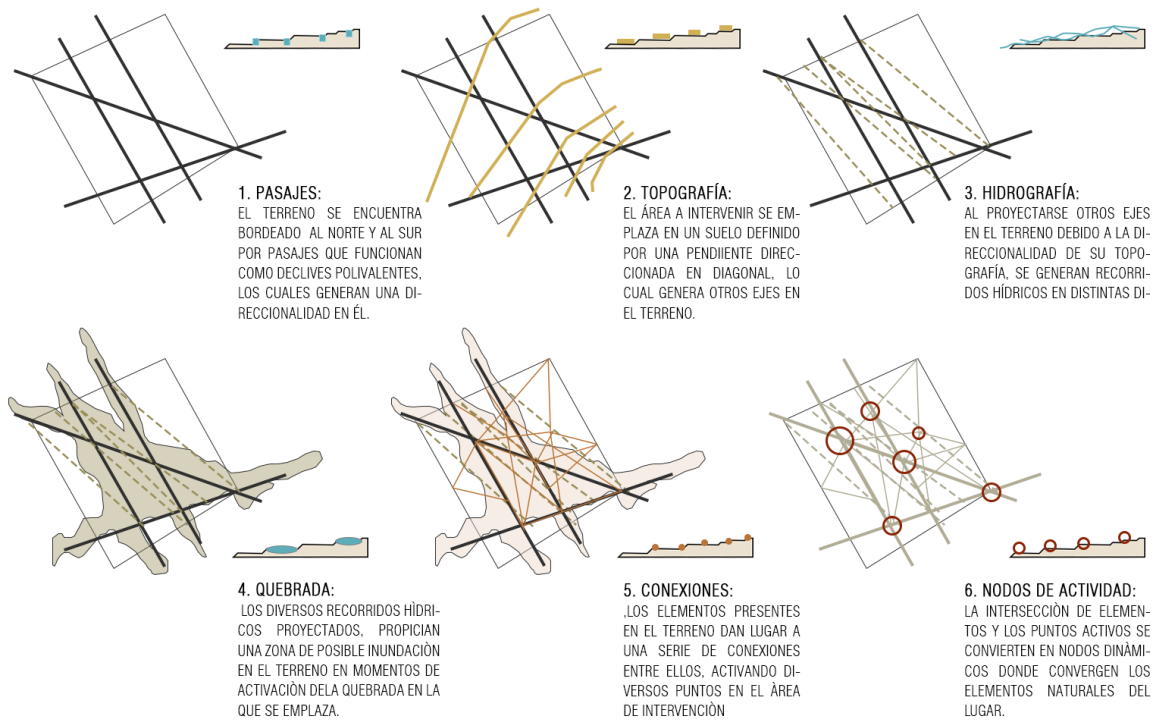 1. PASAJES:
EL TERRENO SE ENCUENTRA
BORDEADO AL NORTE Y AL SUR
POR PASAJES QUE FUNCIONAN
COMO DECLIVES POLIVALENTES,
LOS CUALES GENERAN UNA DI-
RECCIONALIDAD EN ÉL.
2. TOPOGRAFÍA:
EL ÁREA A INTERVENIR SE EM-
PLAZA EN UN SUELO DEFINIDO
POR UNA PENDIIENTE DIREC-
CIONADA EN DIAGONAL, LO
CUAL GENERA OTROS EJES EN
EL TERRENO.
3. HIDROGRAFÍA:
AL PROYECTARSE OTROS EJES
EN EL TERRENO DEBIDO A LA DI-
RECCIONALIDAD DE SU TOPO-
GRAFÍA, SE GENERAN RECORRI-
DOS HÍDRICOS EN DISTINTAS DI-
4. QUEBRADA:
LOS DIVERSOS RECORRIDOS HÌDRI-
COS PROYECTADOS, PROPICIAN
UNA ZONA DE POSIBLE INUNDACIÒN
EN EL TERRENO EN MOMENTOS DE
ACTIVACIÒN DELA QUEBRADA EN LA
QUE SE EMPLAZA.
5. CONEXIONES:
,LOS ELEMENTOS PRESENTES
EN EL TERRENO DAN LUGAR A
UNA SERIE DE CONEXIONES
ENTRE ELLOS, ACTIVANDO DI-
VERSOS PUNTOS EN EL ÀREA
DE INTERVENCIÒN
6. NODOS DE ACTIVIDAD:
LA INTERSECCIÒN DE ELEMEN-
TOS Y LOS PUNTOS ACTIVOS SE
CONVIERTEN EN NODOS DINÀMI-
COS DONDE CONVERGEN LOS
ELEMENTOS NATURALES DEL
LUGAR.